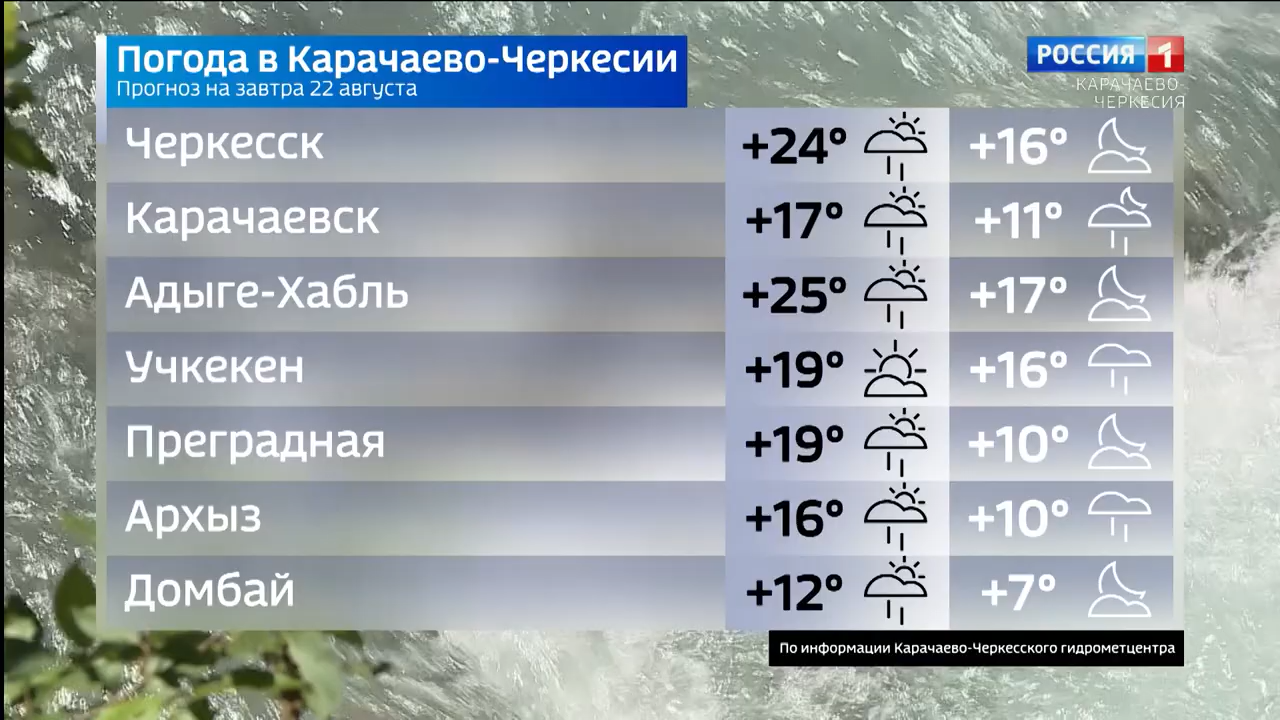 Погода в Карачаево-Черкесии
Прогноз на завтра 22 августа
РОССИЯ 1
КАРАЧАЕВО
ЧЕРКЕСИЯ
Черкесск +24° +16°
Карачаевск +17° +11°
Адыге-Хабль +25° +17°
Учкекен +19° +16°
Преградная +19° +10°
Архыз +16° +10°
Домбай +12° +7°
По информации Карачаево-Черкесского гидрометцентра